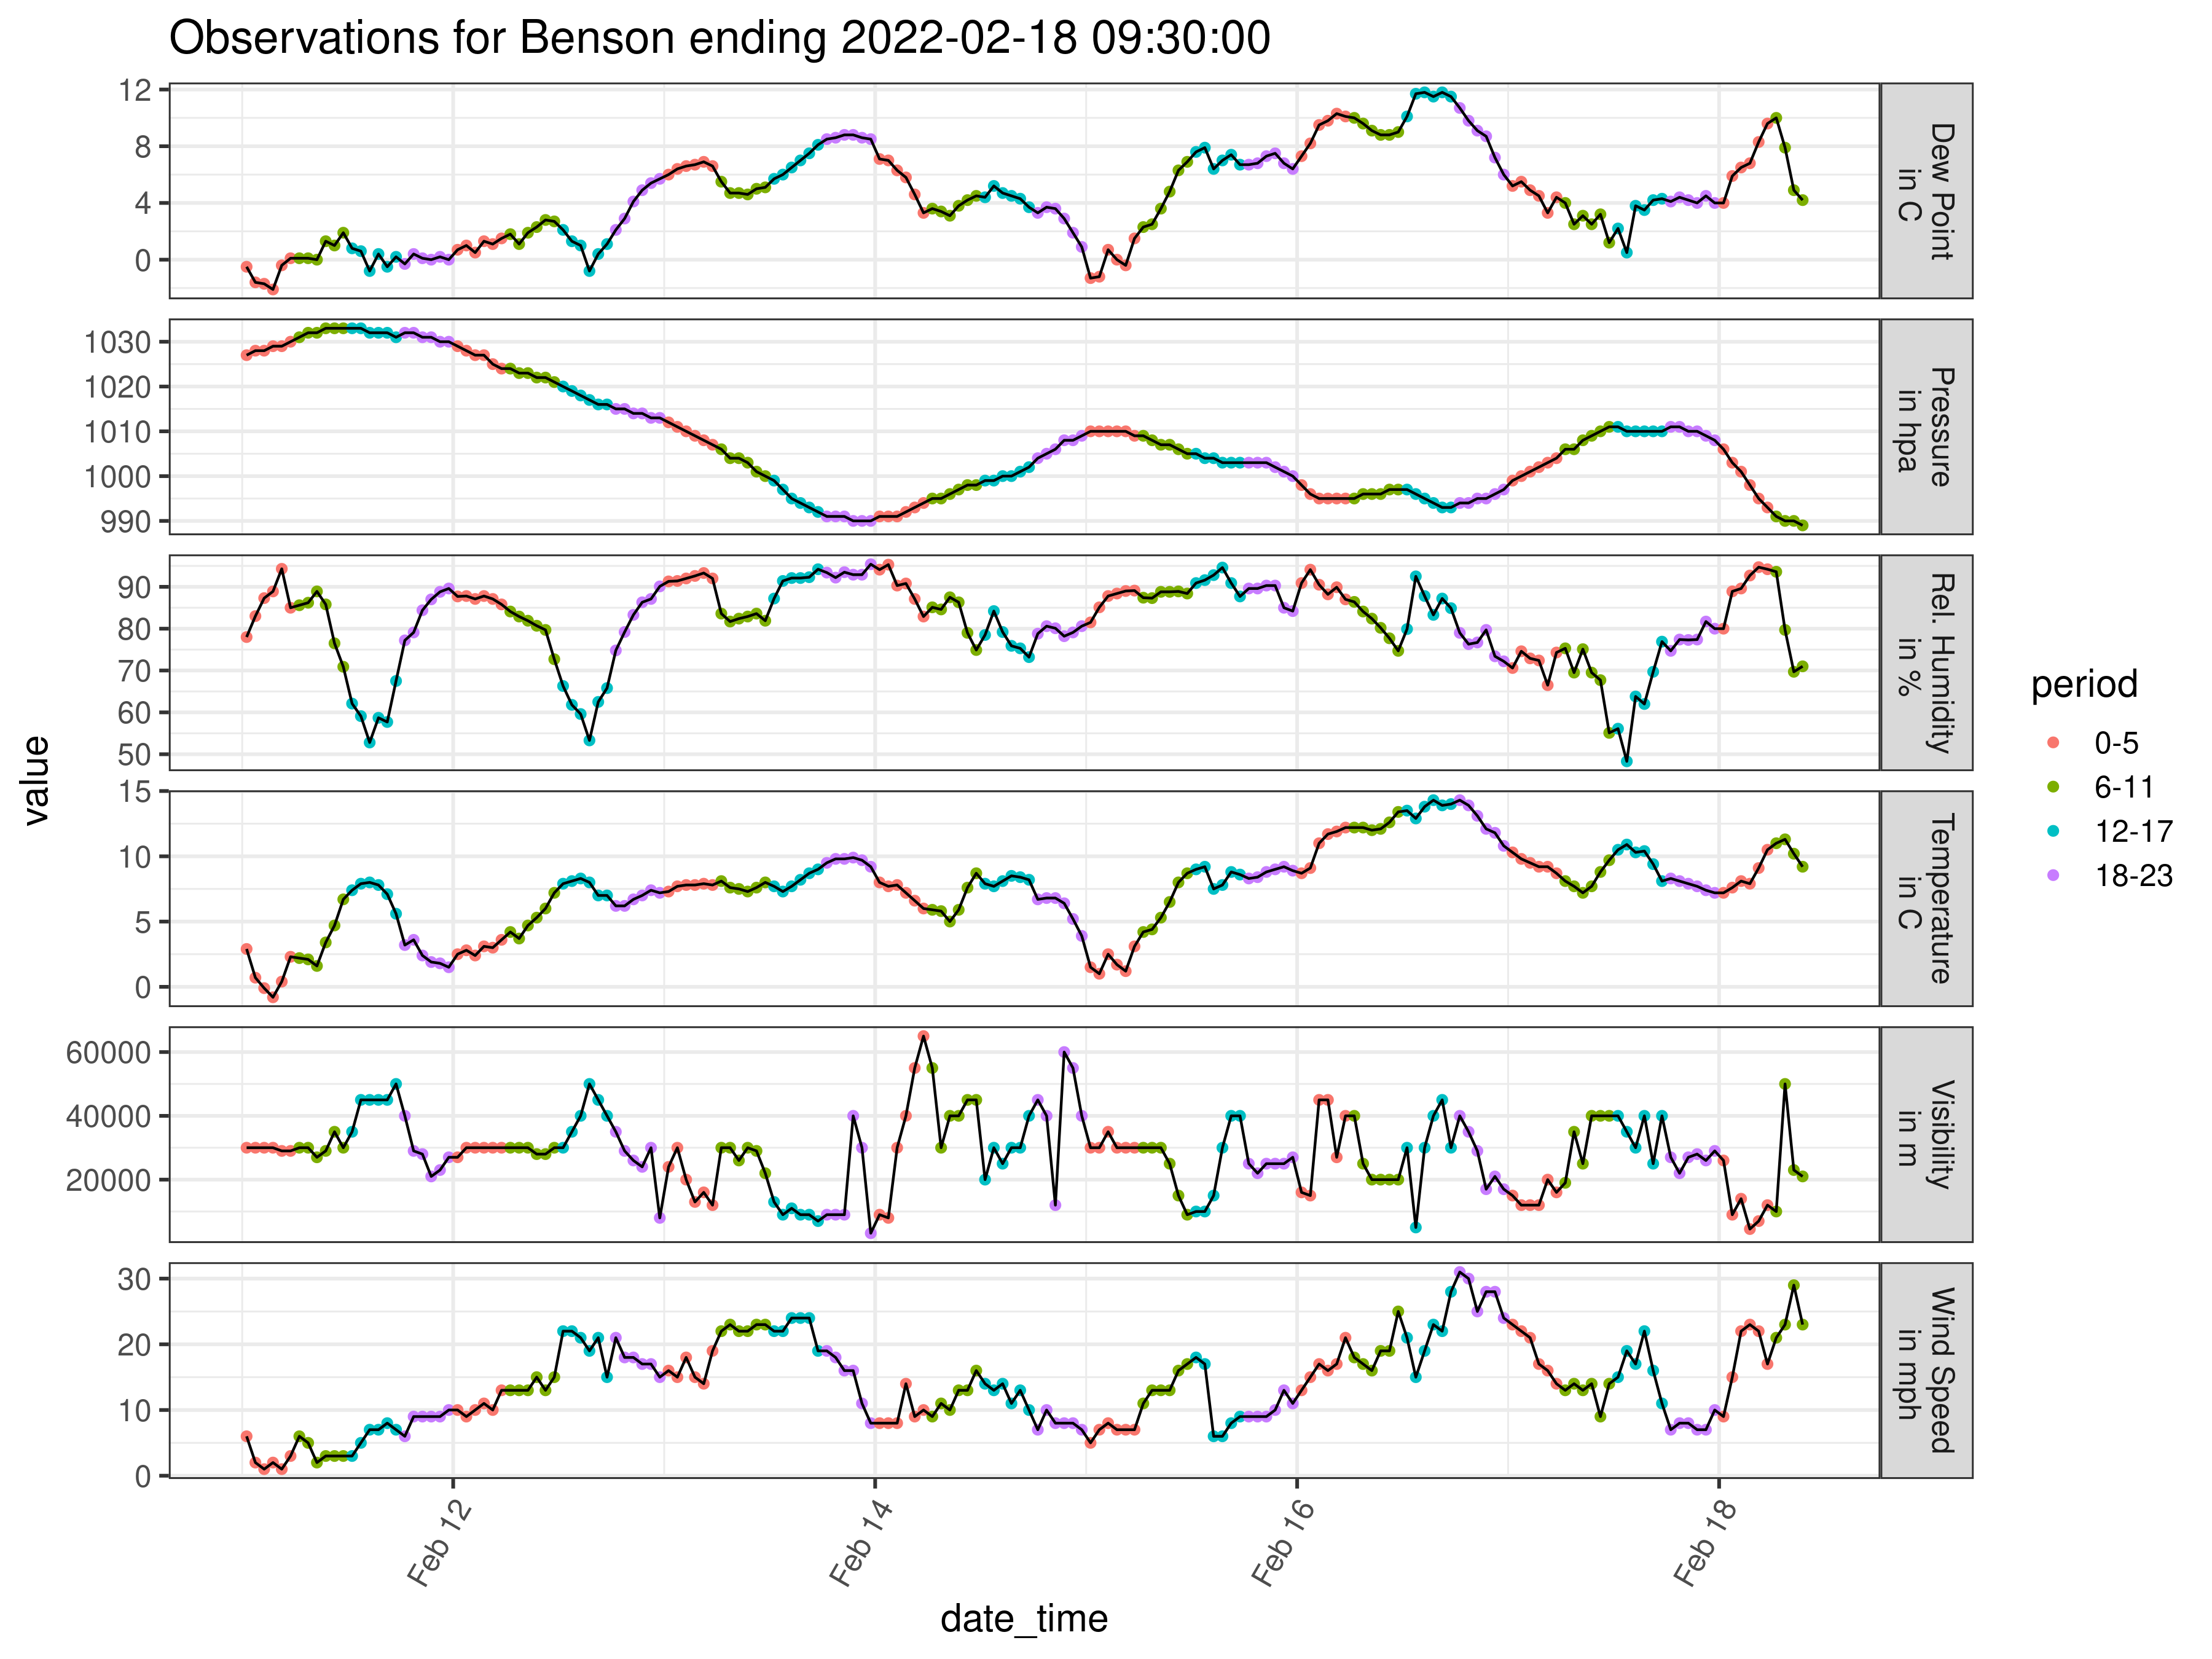 Observations for Benson ending 2022-02-18 09:30:00
value
12
8
4
0
Dew Point
in C
1030
1020
1010
1000
990
Pressure
in hpa
90
80
70
60
50
Rel. Humidity
in %
15
10
5
0
Temperature
in C
60000
40000
20000
Visibility
in m
30
20
10
0
Wind Speed
in mph
Feb 12
Feb 14
Feb 16
Feb 18
date_time
period
0-5
6-11
12-17
18-23